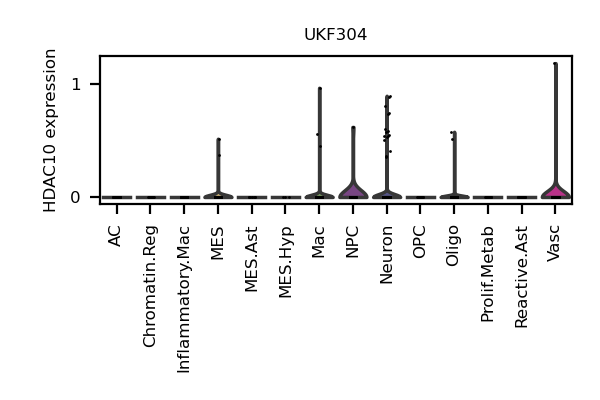 UKF304
HDAC10 expression
1
0
AC
Chromatin.Reg
Inflammatory.Mac
MES
MES.Ast
MES.Hyp
Mac
NPC
Neuron
OPC
Oligo
Prolif.Metab
Reactive.Ast
Vasc